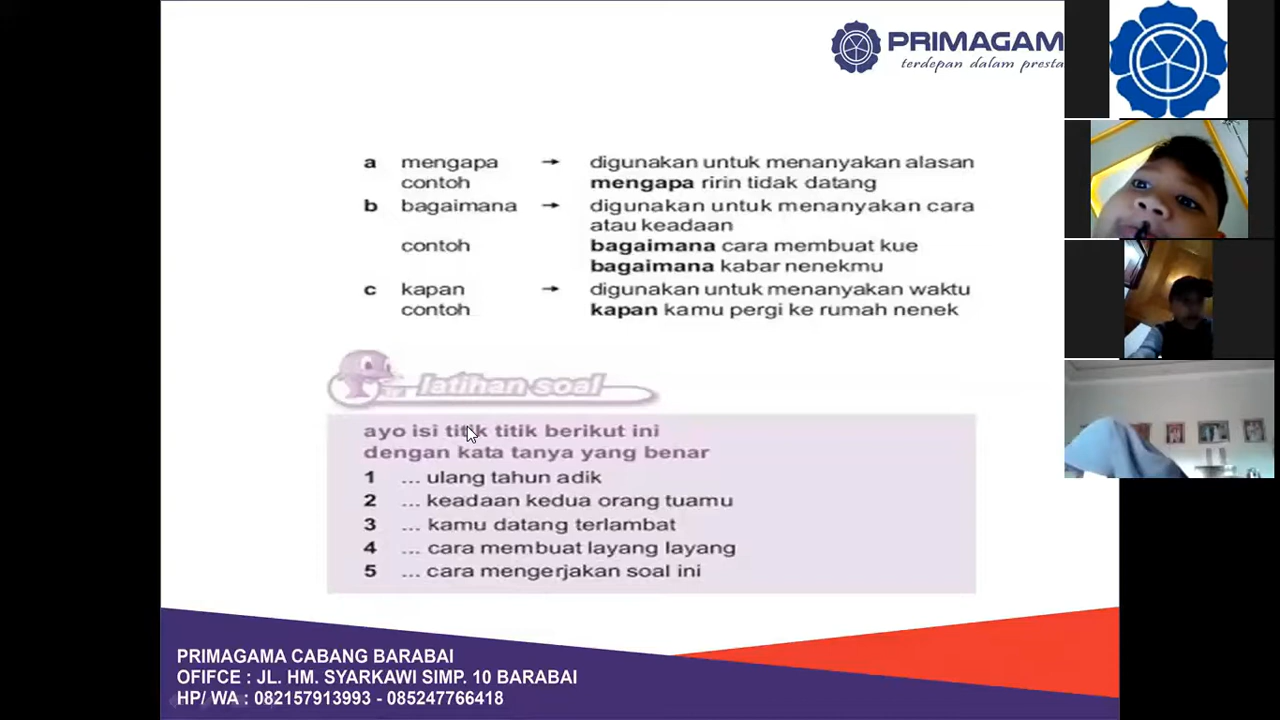 PRIMAGAM
terdepan dalam presta
a mengapa → digunakan untuk menanyakan alasan
contoh mengapa ririn tidak datang
b bagaimana → digunakan untuk menanyakan cara
atau keadaan
contoh bagaimana cara membuat kue
bagaimana kabar nenekmu
c kapan → digunakan untuk menanyakan waktu
contoh kapan kamu pergi ke rumah nenek
latihan soal
ayo isi titik titik berikut ini
dengan kata tanya yang benar
1 ... ulang tahun adik
2 ... keadaan kedua orang tuamu
3 ... kamu datang terlambat
4 ... cara membuat layang layang
5 ... cara mengerjakan soal ini
PRIMAGAMA CABANG BARABAI
OFIFCE : JL. HM. SYARKAWI SIMP. 10 BARABAI
HP/ WA : 082157913993 - 085247766418